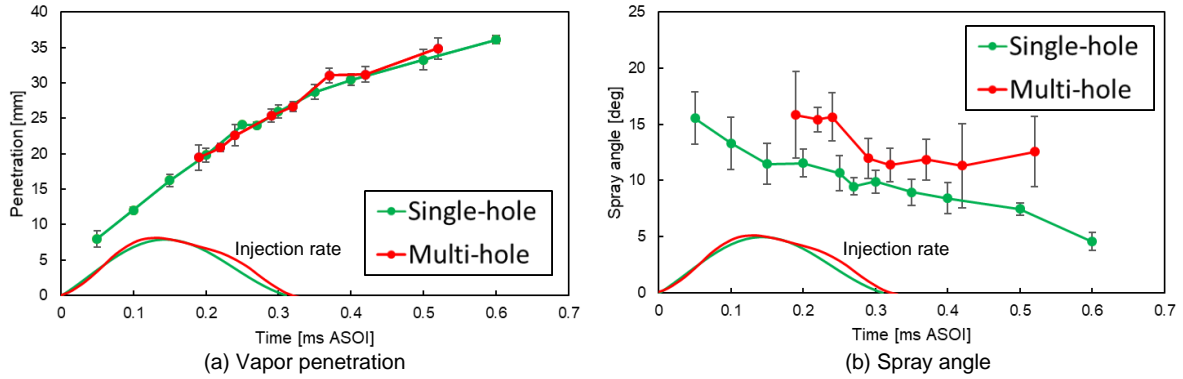 40
35
30
25
20
15
10
5
0
Penetration [mm]
Single-hole
Multi-hole
Injection rate
0 0.1 0.2 0.3 0.4 0.5 0.6 0.7
Time [ms ASOI]
(a) Vapor penetration
25
20
15
10
5
0
Spray angle [deg]
Single-hole
Multi-hole
Injection rate
0 0.1 0.2 0.3 0.4 0.5 0.6 0.7
Time [ms ASOI]
(b) Spray angle